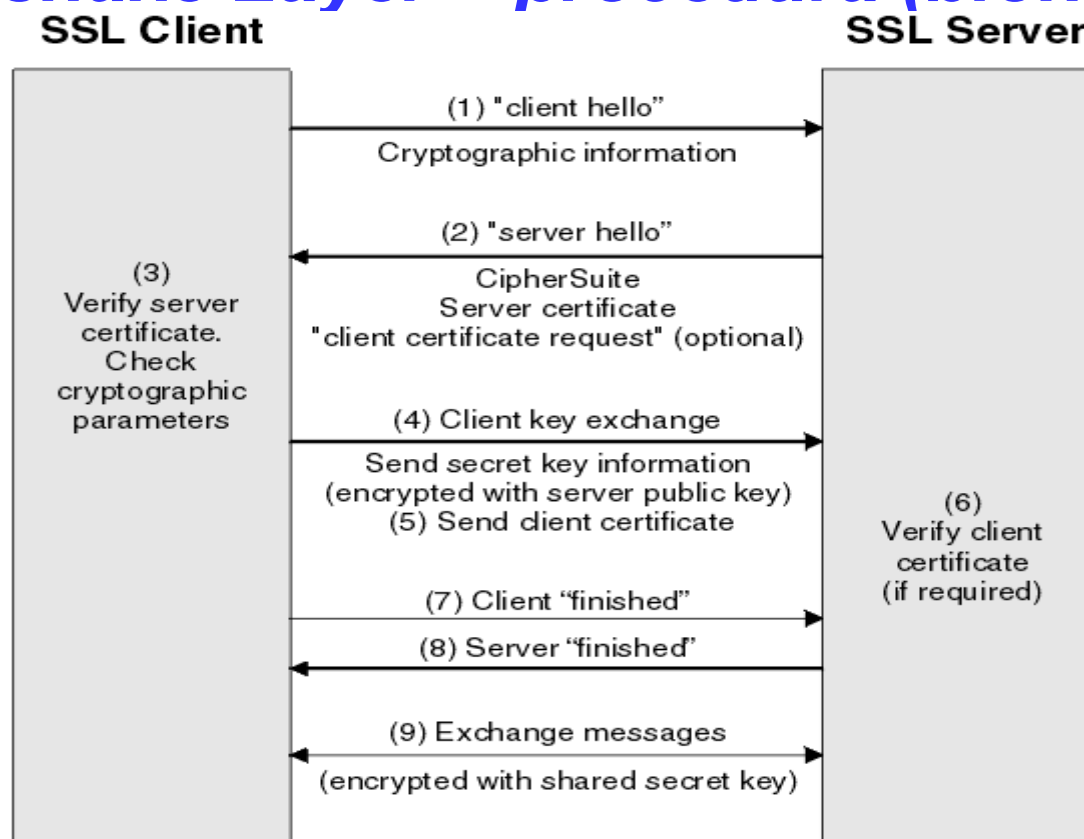 Layer - procedura (
SSL Client
SSL Server
(1) "client hello”
Cryptographic information
(2) "server hello”
CipherSuite
Server certificate
"client certificate request" (optional)
(3)
Verify server
certificate.
Check
cryptographic
parameters
(4) Client key exchange
Send secret key information
(encrypted with server public key)
(5) Send client certificate
(6)
Verify client
certificate
(if required)
(7) Client “finished”
(8) Server “finished”
(9) Exchange messages
(encrypted with shared secret key)